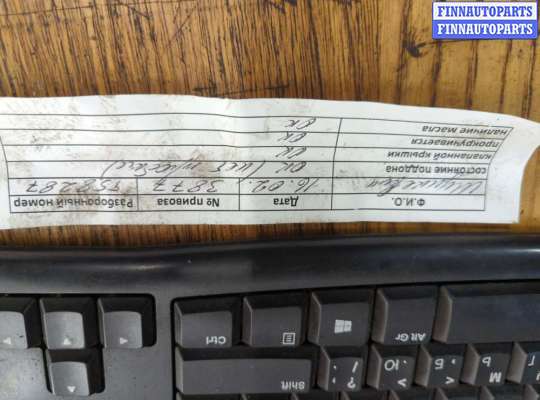 FINNAUTOPARTS
FINNAUTOPARTS
Ф.И.О. Дата № привоза Разборочный номер
16.02. 3877 758287
состояние поддона ок
клапанной крышки ок
прокручивается ок
наличие масла ок
Ctrl Alt Gr
Shift